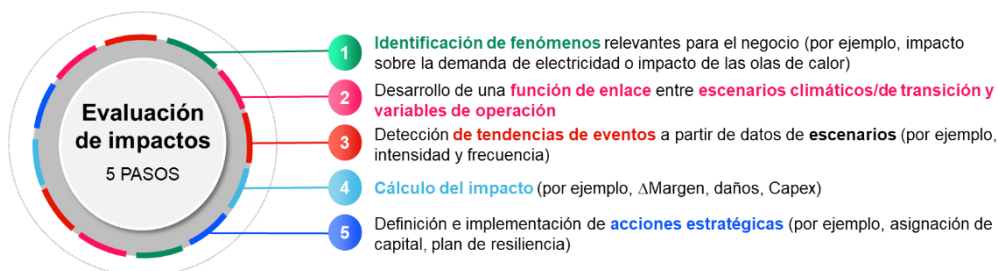 Evaluación
de impactos
5 PASOS
1
Identificación de fenómenos relevantes para el negocio (por ejemplo, impacto
sobre la demanda de electricidad o impacto de las olas de calor)
2
Desarrollo de una función de enlace entre escenarios climáticos/de transición y
variables de operación
3
Detección de tendencias de eventos a partir de datos de escenarios (por ejemplo,
intensidad y frecuencia)
4
Cálculo del impacto (por ejemplo, ΔMargen, daños, Capex)
5
Definición e implementación de acciones estratégicas (por ejemplo, asignación de
capital, plan de resiliencia)